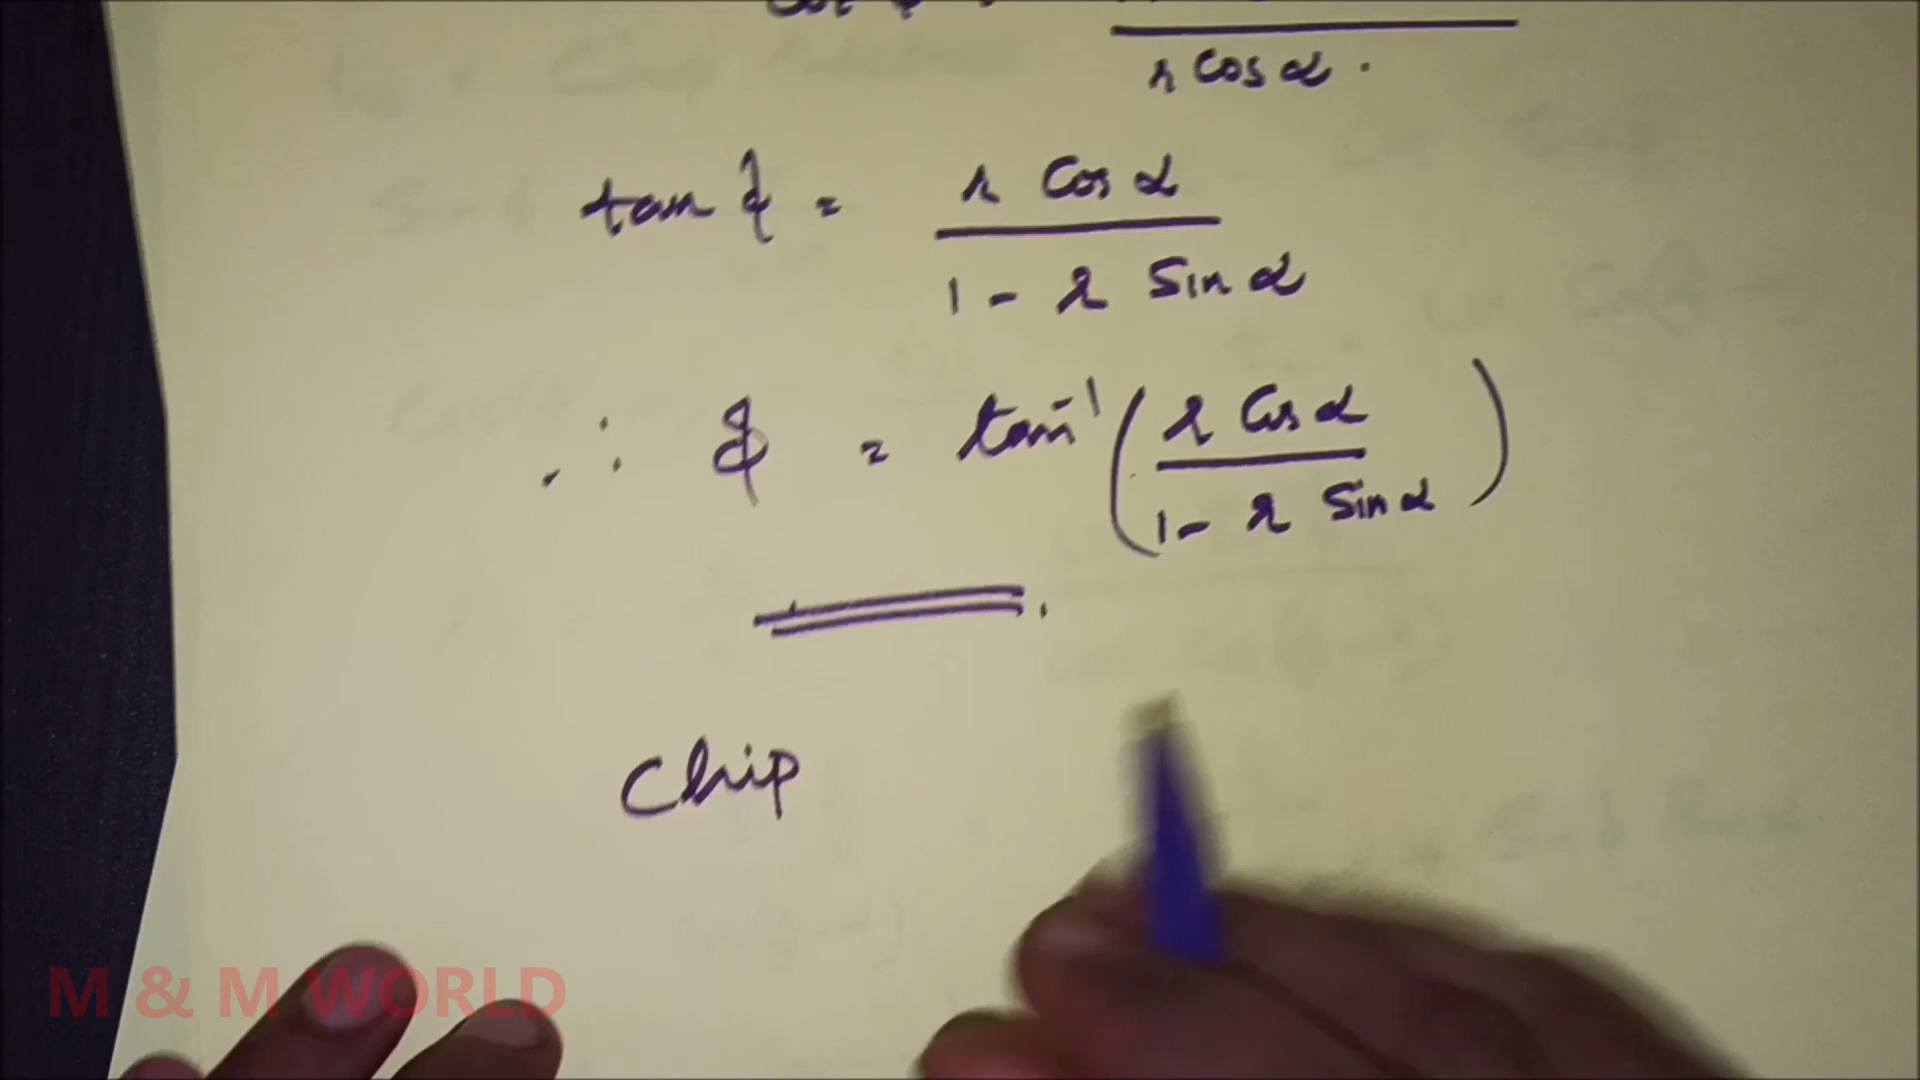 r Cos α .
tan ϕ = r Cos α / 1 - r Sin α
∴ ϕ = tan⁻¹ ( r Cos α / 1 - r Sin α )
Chip
M & M WORLD